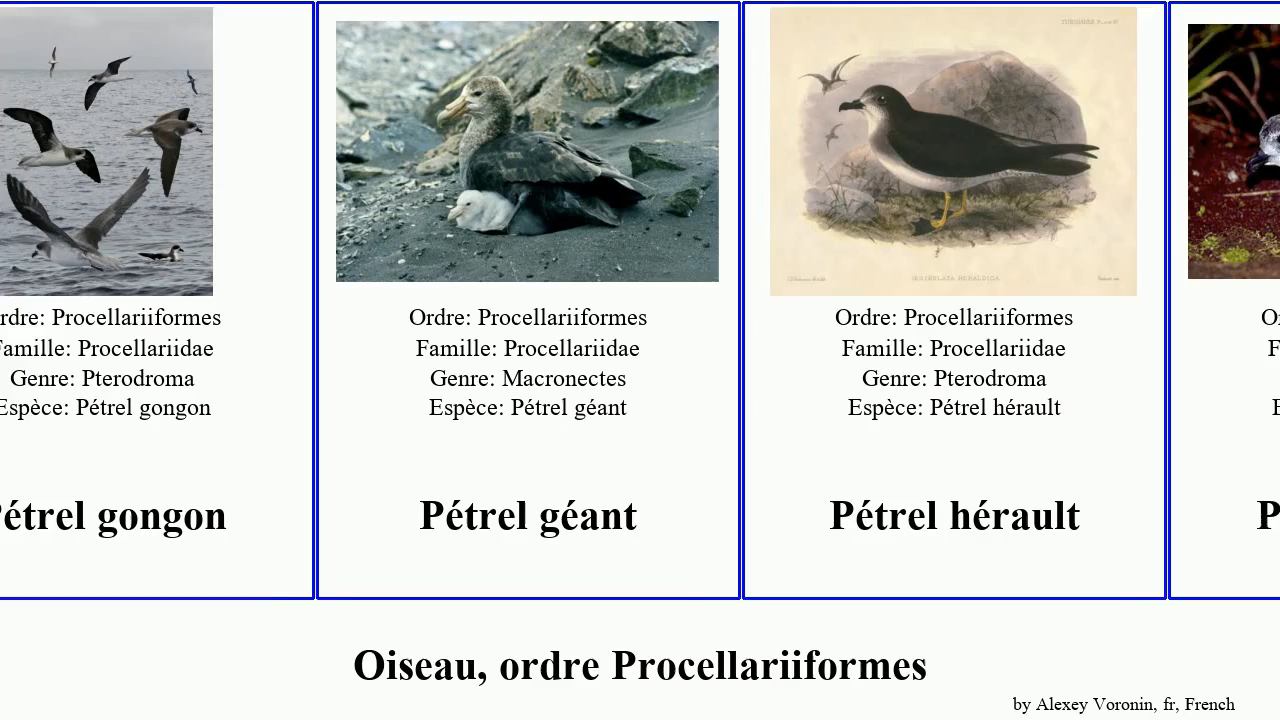 rdre: Procellariiformes
Famille: Procellariidae
Genre: Pterodroma
Espèce: Pétrel gongon
Pétrel gongon
Ordre: Procellariiformes
Famille: Procellariidae
Genre: Macronectes
Espèce: Pétrel géant
Pétrel géant
Ordre: Procellariiformes
Famille: Procellariidae
Genre: Pterodroma
Espèce: Pétrel hérault
Pétrel hérault
O
F
E
P
Oiseau, ordre Procellariiformes
by Alexey Voronin, fr, French